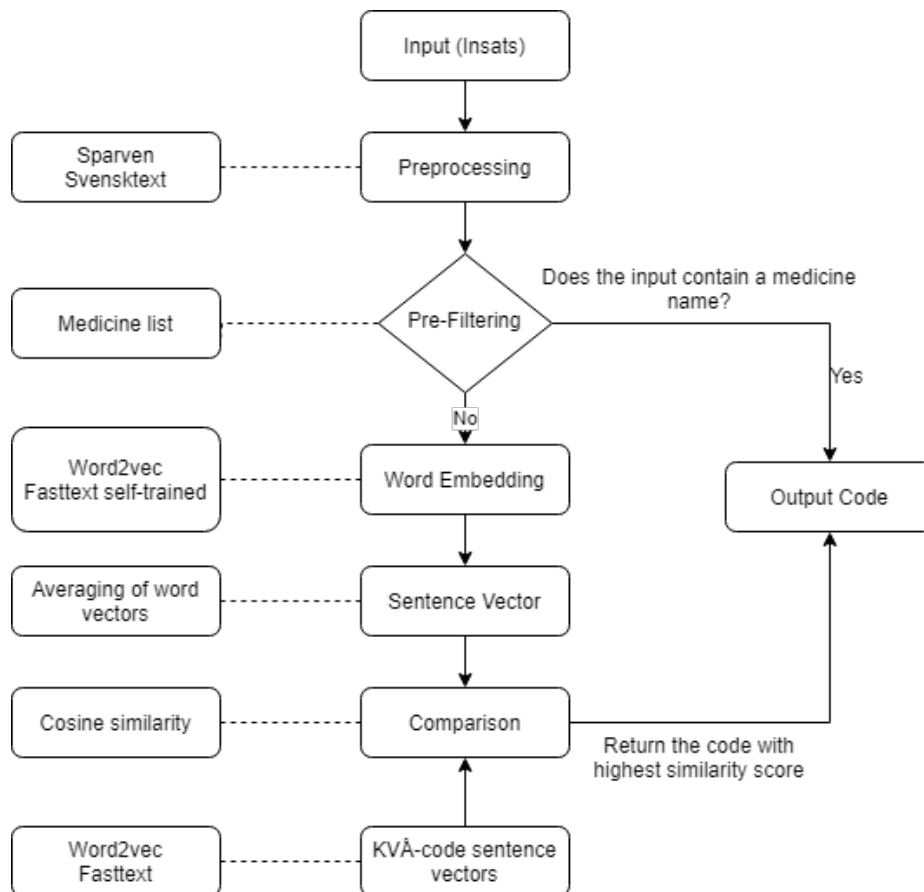 Input (Insats)
Sparven
Svensktext
Preprocessing
Does the input contain a medicine
name?
Medicine list
Pre-Filtering
Yes
No
Word2vec
Fasttext self-trained
Word Embedding
Output Code
Averaging of word
vectors
Sentence Vector
Cosine similarity
Comparison
Return the code with
highest similarity score
Word2vec
Fasttext
KVÅ-code sentence
vectors